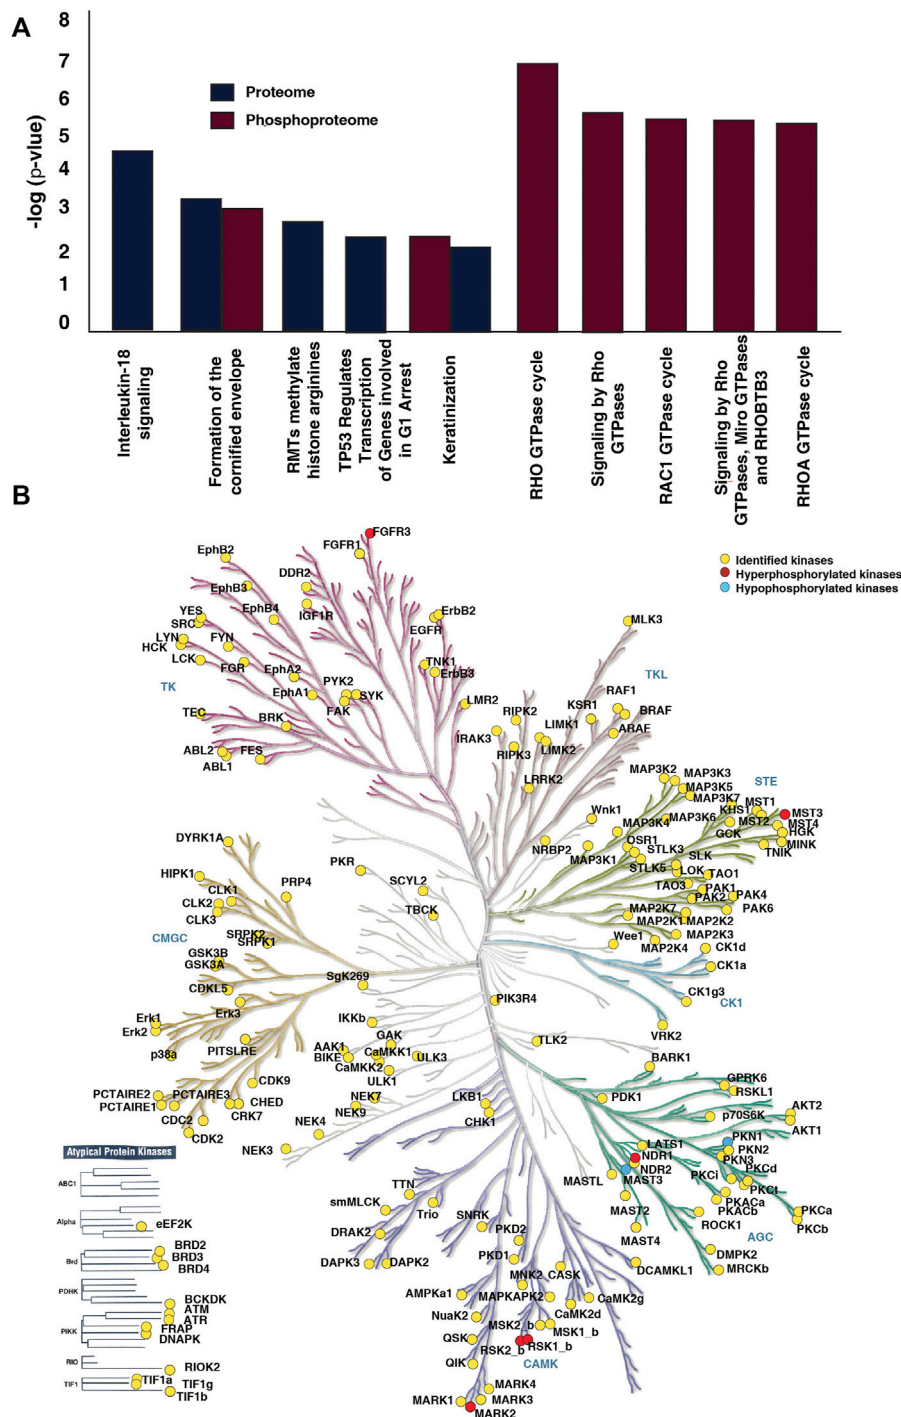 A
8
7
6
5
4
3
2
1
0
-log (p-vlue)
Proteome
Phosphoproteome
Interleukin-18
signaling
Formation of the
cornified envelope
RMTs methylate
histone arginines
TP53 Regulates
Transcription
of Genes involved
in G1 Arrest
Keratinization
RHO GTPase cycle
Signaling by Rho
GTPases
RAC1 GTPase cycle
Signaling by Rho
GTPases, Miro GTPases
and RHOBTB3
RHOA GTPase cycle
B
Identified kinases
Hyperphosphorylated kinases
Hypophosphorylated kinases
FGFR3
FGFR1
EphB2
DDR2
EphB3
IGF1R
EphB4
ErbB2
EGFR
YES
SRC
LYN
HCK
FYN
LCK
FGR
EphA2
PYK2
SYK
EphA1
FAK
TNK1
ErbB3
LMR2
TK
TEC
BRK
ABL2
FES
ABL1
MLK3
TKL
RAF1
KSR1
BRAF
ARAF
RIPK2
IRAK3
LIMK1
RIPK3
LIMK2
LRRK2
STE
MAP3K2
MAP3K3
MAP3K5
MAP3K7
KHS1
MST1
MST3
Wnk1
MAP3K4
MAP3K6
MST2
MST4
GCK
HGK
NRBP2
OSR1
STLK3
MINK
MAP3K1
SLK
TNIK
STLK5
LOK
TAO1
TAO3
PAK1
PAK4
PAK2
PAK6
MAP2K7
MAP2K1
MAP2K2
MAP2K3
Wee1
MAP2K4
CK1d
CK1a
CK1g3
CK1
VRK2
DYRK1A
PKR
HIPK1
CLK1
PRP4
SCYL2
CLK2
CLK3
TBCK
CMGC
SRPK2
SRPK1
GSK3B
GSK3A
SgK269
CDKL5
Erk1
Erk3
Erk2
IKKb
PIK3R4
p38a
PITSLRE
GAK
AAK1
CaMKK1
BIKE
ULK3
CaMKK2
ULK1
TLK2
CDK9
PCTAIRE2
PCTAIRE3
CHED
PCTAIRE1
CRK7
NEK7
NEK9
CDC2
CDK2
NEK4
NEK3
LKB1
CHK1
BARK1
GPRK6
RSKL1
PDK1
p70S6K
AKT2
AKT1
LATS1
PKN1
NDR1
PKN2
NDR2
PKN3
PKCd
MASTL
MAST3
PKCi
PKCt
PKACa
MAST2
PKACb
PKCa
ROCK1
PKCb
MAST4
AGC
DMPK2
MRCKb
DCAMKL1
TTN
smMLCK
Trio
SNRK
DRAK2
PKD2
DAPK3
DAPK2
PKD1
MNK2
CASK
AMPKa1
MAPKAPK2
CaMK2g
CaMK2d
NuaK2
MSK2_b
MSK1_b
QSK
RSK2_b
RSK1_b
QIK
CAMK
MARK4
MARK1
MARK3
MARK2
Atypical Protein Kinases
ABC1
Alpha
eEF2K
Brd
BRD2
BRD3
BRD4
PDHK
BCKDK
ATM
ATR
PIKK
FRAP
DNAPK
RIO
RIOK2
TIF1
TIF1a
TIF1g
TIF1b